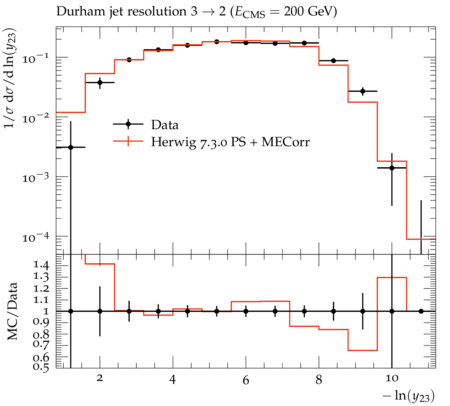 Durham jet resolution 3 → 2 (E_CMS = 200 GeV)
1/σ dσ/d ln(y_23)
10^−1
10^−2
10^−3
10^−4
Data
Herwig 7.3.0 PS + MECorr
MC/Data
1.4
1.3
1.2
1.1
1
0.9
0.8
0.7
0.6
0.5
2 4 6 8 10
− ln(y_23)